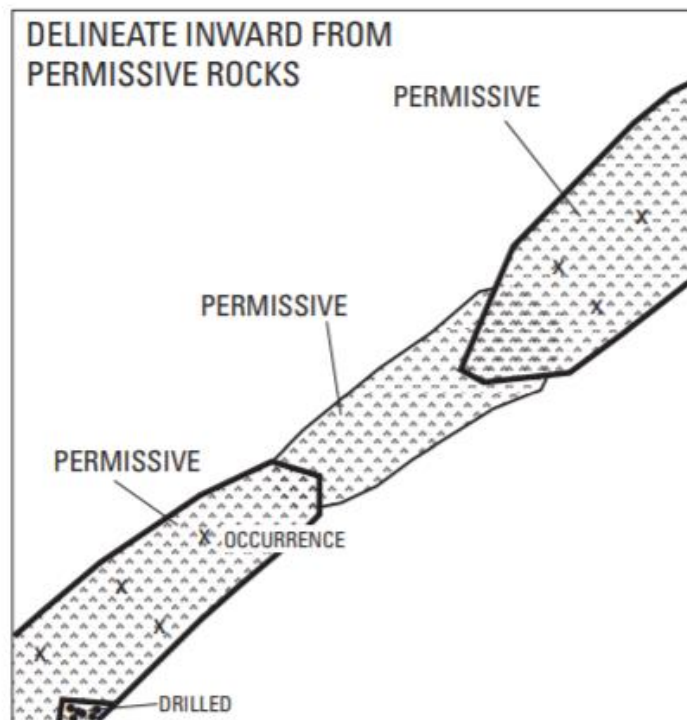 DELINEATE INWARD FROM
PERMISSIVE ROCKS
PERMISSIVE
PERMISSIVE
PERMISSIVE
X
X
X
X OCCURRENCE
X
X
X
DRILLED